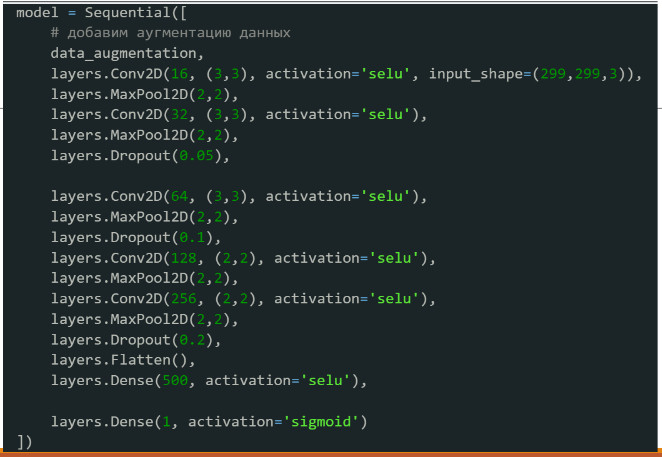 model = Sequential([
    # добавим аугментацию данных
    data_augmentation,
    layers.Conv2D(16, (3,3), activation='selu', input_shape=(299,299,3)),
    layers.MaxPool2D(2,2),
    layers.Conv2D(32, (3,3), activation='selu'),
    layers.MaxPool2D(2,2),
    layers.Dropout(0.05),

    layers.Conv2D(64, (3,3), activation='selu'),
    layers.MaxPool2D(2,2),
    layers.Dropout(0.1),
    layers.Conv2D(128, (2,2), activation='selu'),
    layers.MaxPool2D(2,2),
    layers.Conv2D(256, (2,2), activation='selu'),
    layers.MaxPool2D(2,2),
    layers.Dropout(0.2),
    layers.Flatten(),
    layers.Dense(500, activation='selu'),

    layers.Dense(1, activation='sigmoid')
])